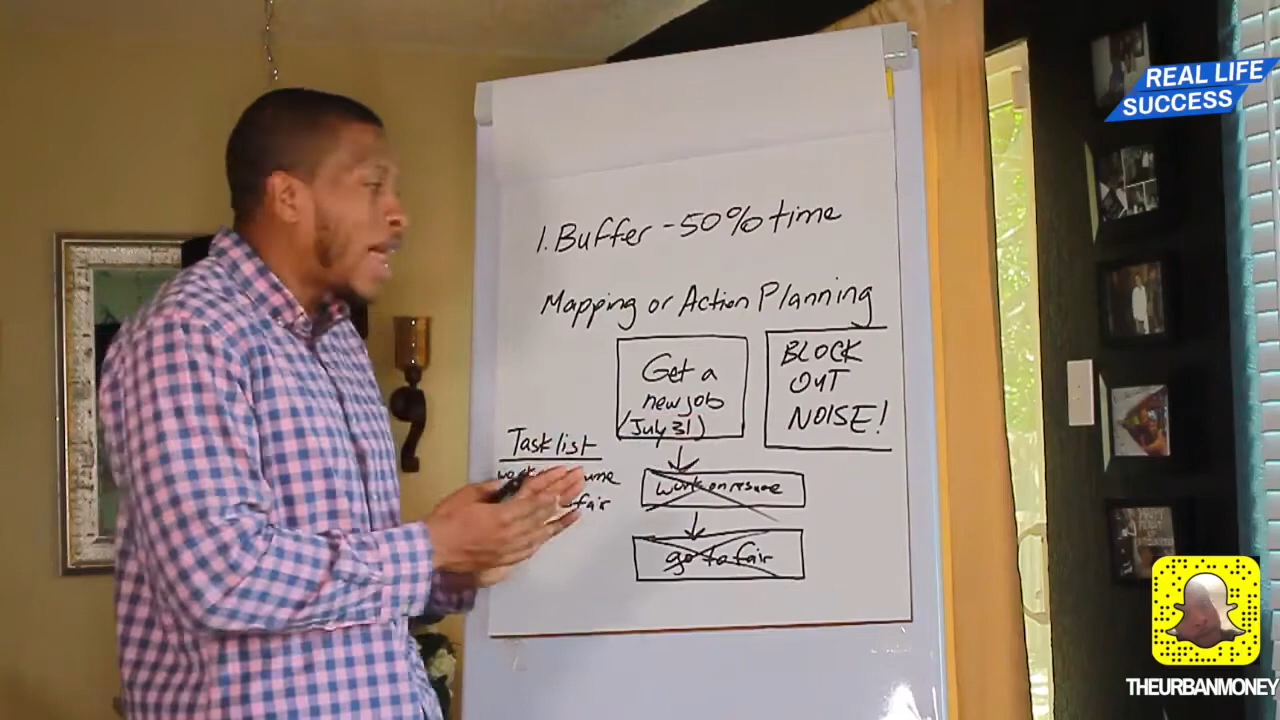 REAL LIFE
SUCCESS
1. Buffer - 50% time
Mapping or Action Planning
Get a
new job
(July 31)
BLOCK
OUT
NOISE!
Task list
fair
work on resume
go to fair
THEURBANMONEY